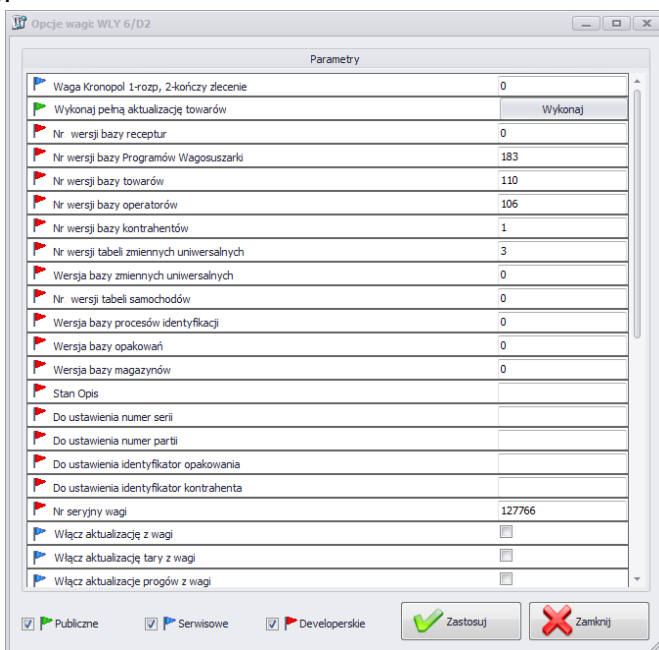 Opcje wagi: WLY 6/D2
Parametry
Waga Kronopol 1-rozp, 2-kończy zlecenie 0
Wykonaj pełną aktualizację towarów Wykonaj
Nr wersji bazy receptur 0
Nr wersji bazy Programów Wagosuszarki 183
Nr wersji bazy towarów 110
Nr wersji bazy operatorów 106
Nr wersji bazy kontrahentów 1
Nr wersji tabeli zmiennych uniwersalnych 3
Wersja bazy zmiennych uniwersalnych 0
Nr wersji tabeli samochodów 0
Wersja bazy procesów identyfikacji 0
Wersja bazy opakowań 0
Wersja bazy magazynów 0
Stan Opis
Do ustawienia numer serii
Do ustawienia numer partii
Do ustawienia identyfikator opakowania
Do ustawienia identyfikator kontrahenta
Nr seryjny wagi 127766
Włącz aktualizację z wagi
Włącz aktualizację tary z wagi
Włącz aktualizacje progów z wagi
Publiczne Serwisowe Developerskie Zastosuj Zamknij